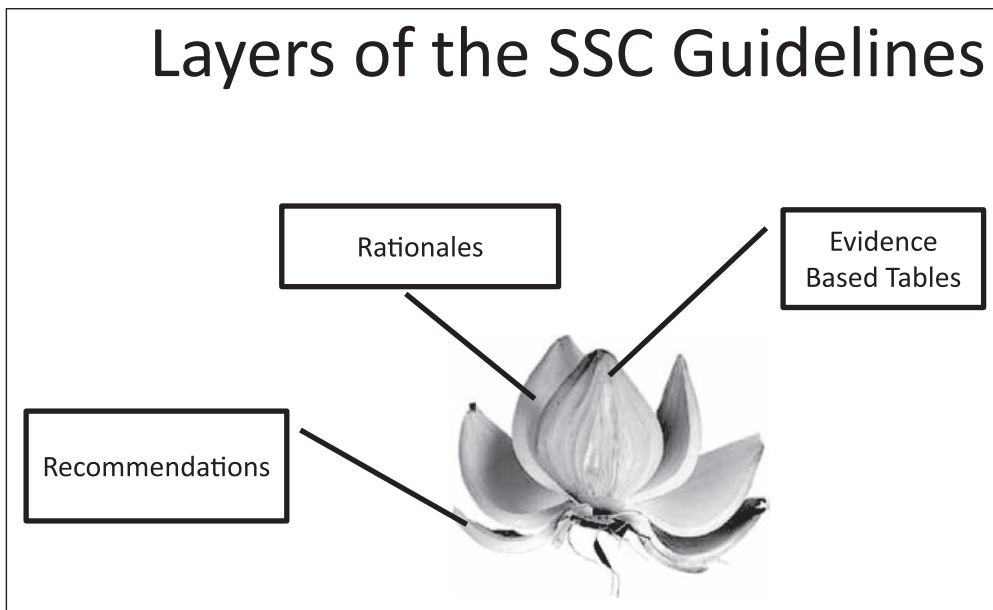 Layers of the SSC Guidelines
Rationales
Evidence
Based Tables
Recommendations